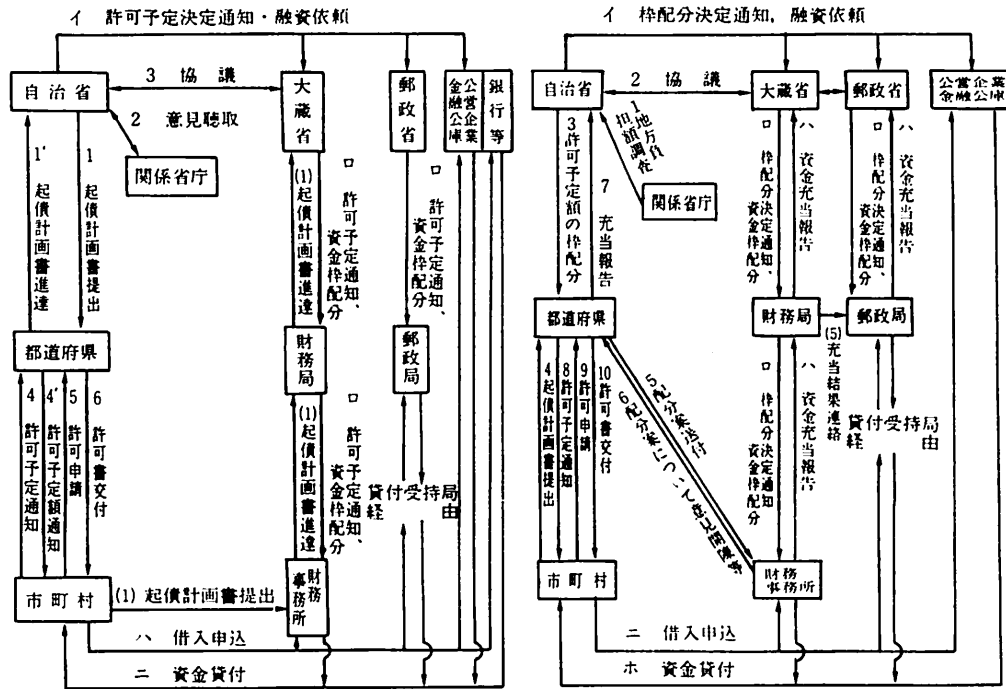 イ 許可予定決定通知・融資依頼
自治省
3 協議
大蔵省
郵政省
公営企業金融公庫
銀行等
2 意見聴取
関係省庁
1′ 起債計画書進達
1 起債計画書提出
(1) 起債計画書進達
ロ 許可予定通知、資金枠配分
ロ 許可予定通知、資金枠配分
都道府県
財務局
郵政局
4 許可予定通知
4′ 許可予定額通知
5 許可申請
6 許可書交付
(1) 起債計画書進達
ロ 許可予定通知、資金枠配分
貸付受持局
経由
市町村
(1) 起債計画書提出
財務事務所
ハ 借入申込
ニ 資金貸付
イ 枠配分決定通知,融資依頼
自治省
2 協議
大蔵省
郵政省
公営企業
金融公庫
1 地方負担額調査
関係省庁
3 許可予定額の枠配分
7 充当報告
ロ 枠配分決定通知、資金枠配分
ハ 資金充当報告
ロ 枠配分決定通知、資金枠配分
ハ 資金充当報告
都道府県
財務局
郵政局
(5) 充当結果連絡
4 起債計画書提出
8 許可予定通知
9 許可申請
10 許可書交付
5 配分案送付
6 配分案について意見開陳等
ロ 枠配分決定通知、資金枠配分
ハ 資金充当報告
貸付受持局
経由
市町村
財務
事務所
ニ 借入申込
ホ 資金貸付